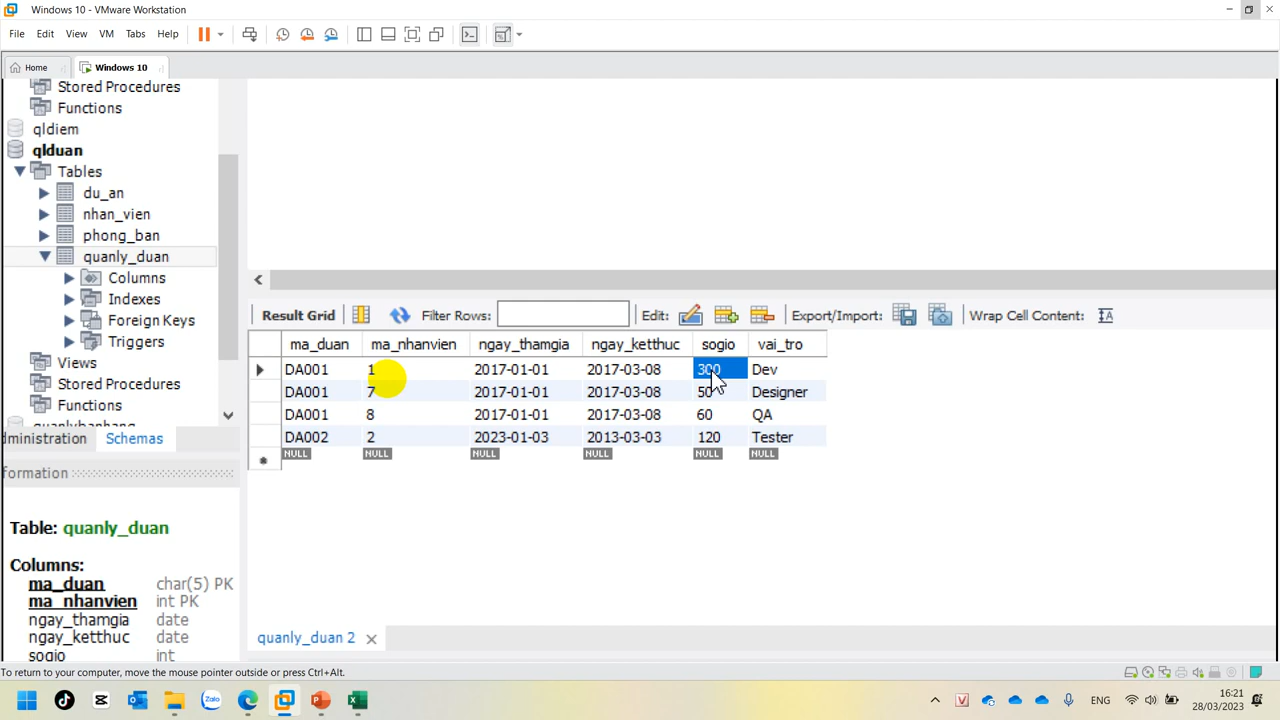 Windows 10 - VMware Workstation
File Edit View VM Tabs Help
Home Windows 10
Stored Procedures
Functions
qldiem
qlduan
Tables
du_an
nhan_vien
phong_ban
quanly_duan
Columns
Indexes
Foreign Keys
Triggers
Views
Stored Procedures
Functions
dministration Schemas
formation
Table: quanly_duan
Columns:
ma_duan char(5) PK
ma_nhanvien int PK
ngay_thamgia date
ngay_ketthuc date
sogio int
Result Grid Filter Rows: Edit: Export/Import: Wrap Cell Content:
ma_duan ma_nhanvien ngay_thamgia ngay_ketthuc sogio vai_tro
DA001 1 2017-01-01 2017-03-08 300 Dev
DA001 7 2017-01-01 2017-03-08 50 Designer
DA001 8 2017-01-01 2017-03-08 60 QA
DA002 2 2023-01-03 2013-03-03 120 Tester
NULL NULL NULL NULL NULL NULL
quanly_duan 2
To return to your computer, move the mouse pointer outside or press Ctrl+Alt.
Zalo
ENG
16:21
28/03/2023